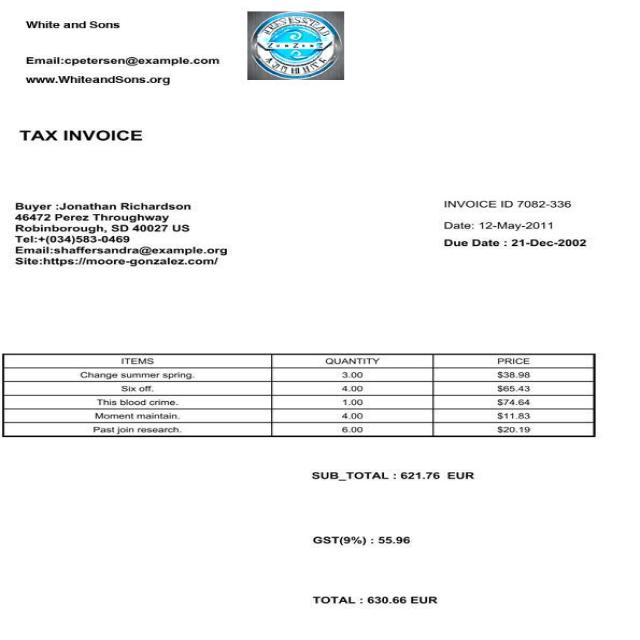 White and Sons
Email:cpetersen@example.com
www.WhiteandSons.org
TAX INVOICE
Buyer :Jonathan Richardson
46472 Perez Throughway
Robinborough, SD 40027 US
Tel:+(034)583-0469
Email:shaffersandra@example.org
Site:https://moore-gonzalez.com/
INVOICE ID 7082-336
Date: 12-May-2011
Due Date : 21-Dec-2002
ITEMS QUANTITY PRICE
Change summer spring. 3.00 $38.98
Six off. 4.00 $65.43
This blood crime. 1.00 $74.64
Moment maintain. 4.00 $11.83
Past join research. 6.00 $20.19
SUB_TOTAL : 621.76 EUR
GST(9%) : 55.96
TOTAL : 630.66 EUR